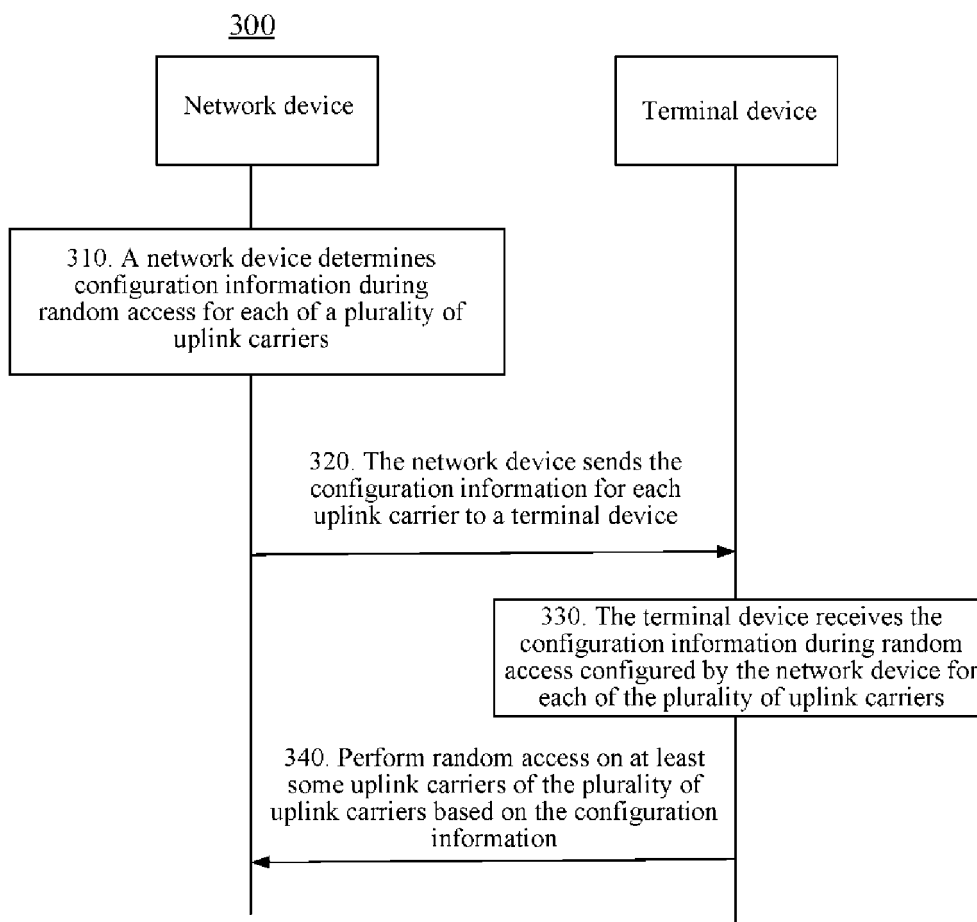 300
Network device
Terminal device
310. A network device determines
configuration information during
random access for each of a plurality of
uplink carriers
320. The network device sends the
configuration information for each
uplink carrier to a terminal device
330. The terminal device receives the
configuration information during random
access configured by the network device for
each of the plurality of uplink carriers
340. Perform random access on at least
some uplink carriers of the plurality of
uplink carriers based on the configuration
information